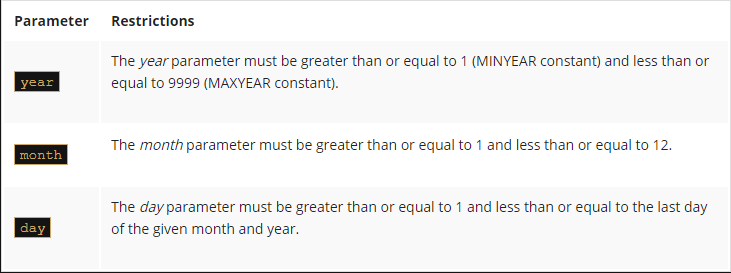 Parameter Restrictions
year
The year parameter must be greater than or equal to 1 (MINYEAR constant) and less than or
equal to 9999 (MAXYEAR constant).
month
The month parameter must be greater than or equal to 1 and less than or equal to 12.
day
The day parameter must be greater than or equal to 1 and less than or equal to the last day
of the given month and year.